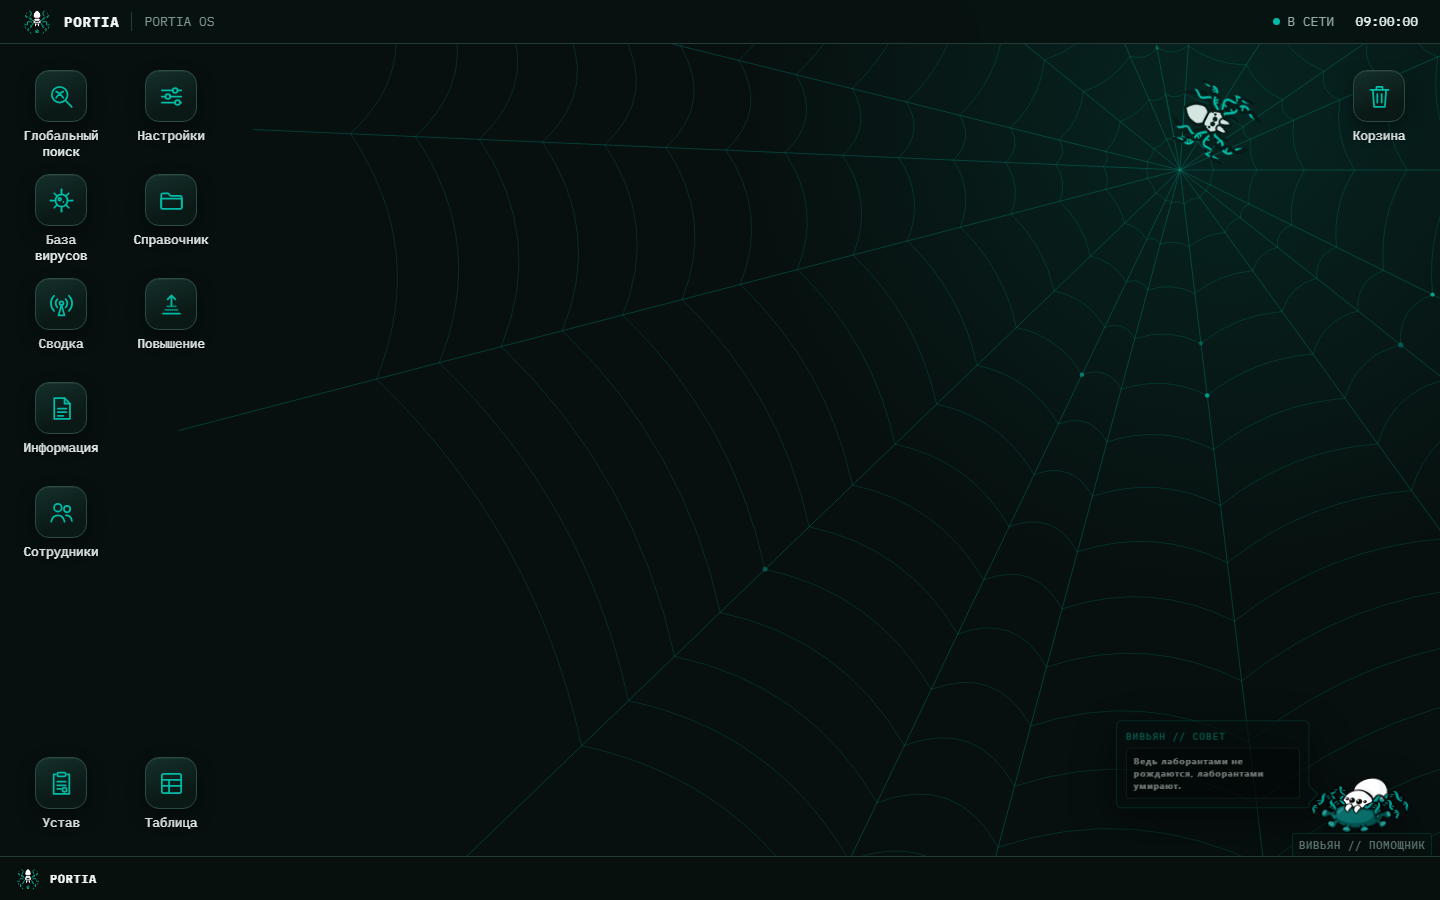 PORTIA
PORTIA OS
В СЕТИ
09:00:00
Глобальный
поиск
Настройки
Корзина
База
вирусов
Справочник
Сводка
Повышение
Информация
Сотрудники
ВИВЬЯН // СОВЕТ
Ведь лаборантами не
рождаются, лаборантами
умирают.
Устав
Таблица
ВИВЬЯН // ПОМОЩНИК
PORTIA